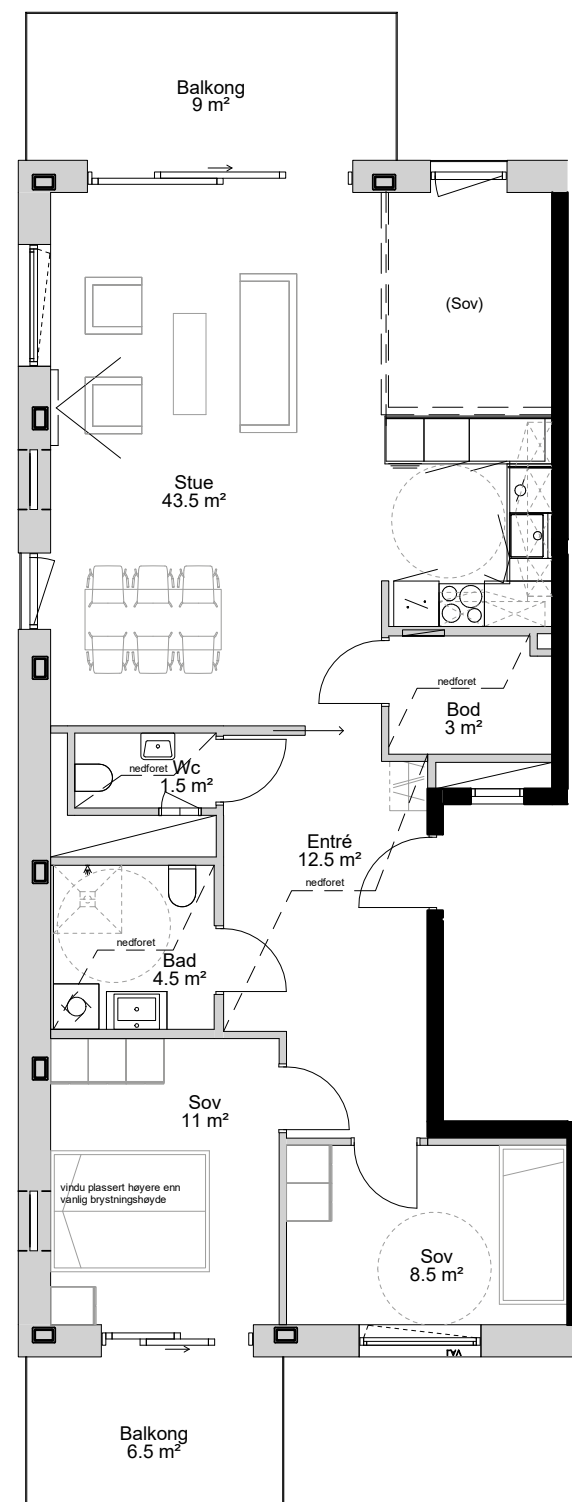 Balkong
9 m²
(Sov)
Stue
43.5 m²
nedforet
Bod
3 m²
nedforet
Wc
1.5 m²
Entré
12.5 m²
nedforet
nedforet
Bad
4.5 m²
Sov
11 m²
vindu plassert høyere enn
vanlig brystningshøyde
Sov
8.5 m²
Balkong
6.5 m²